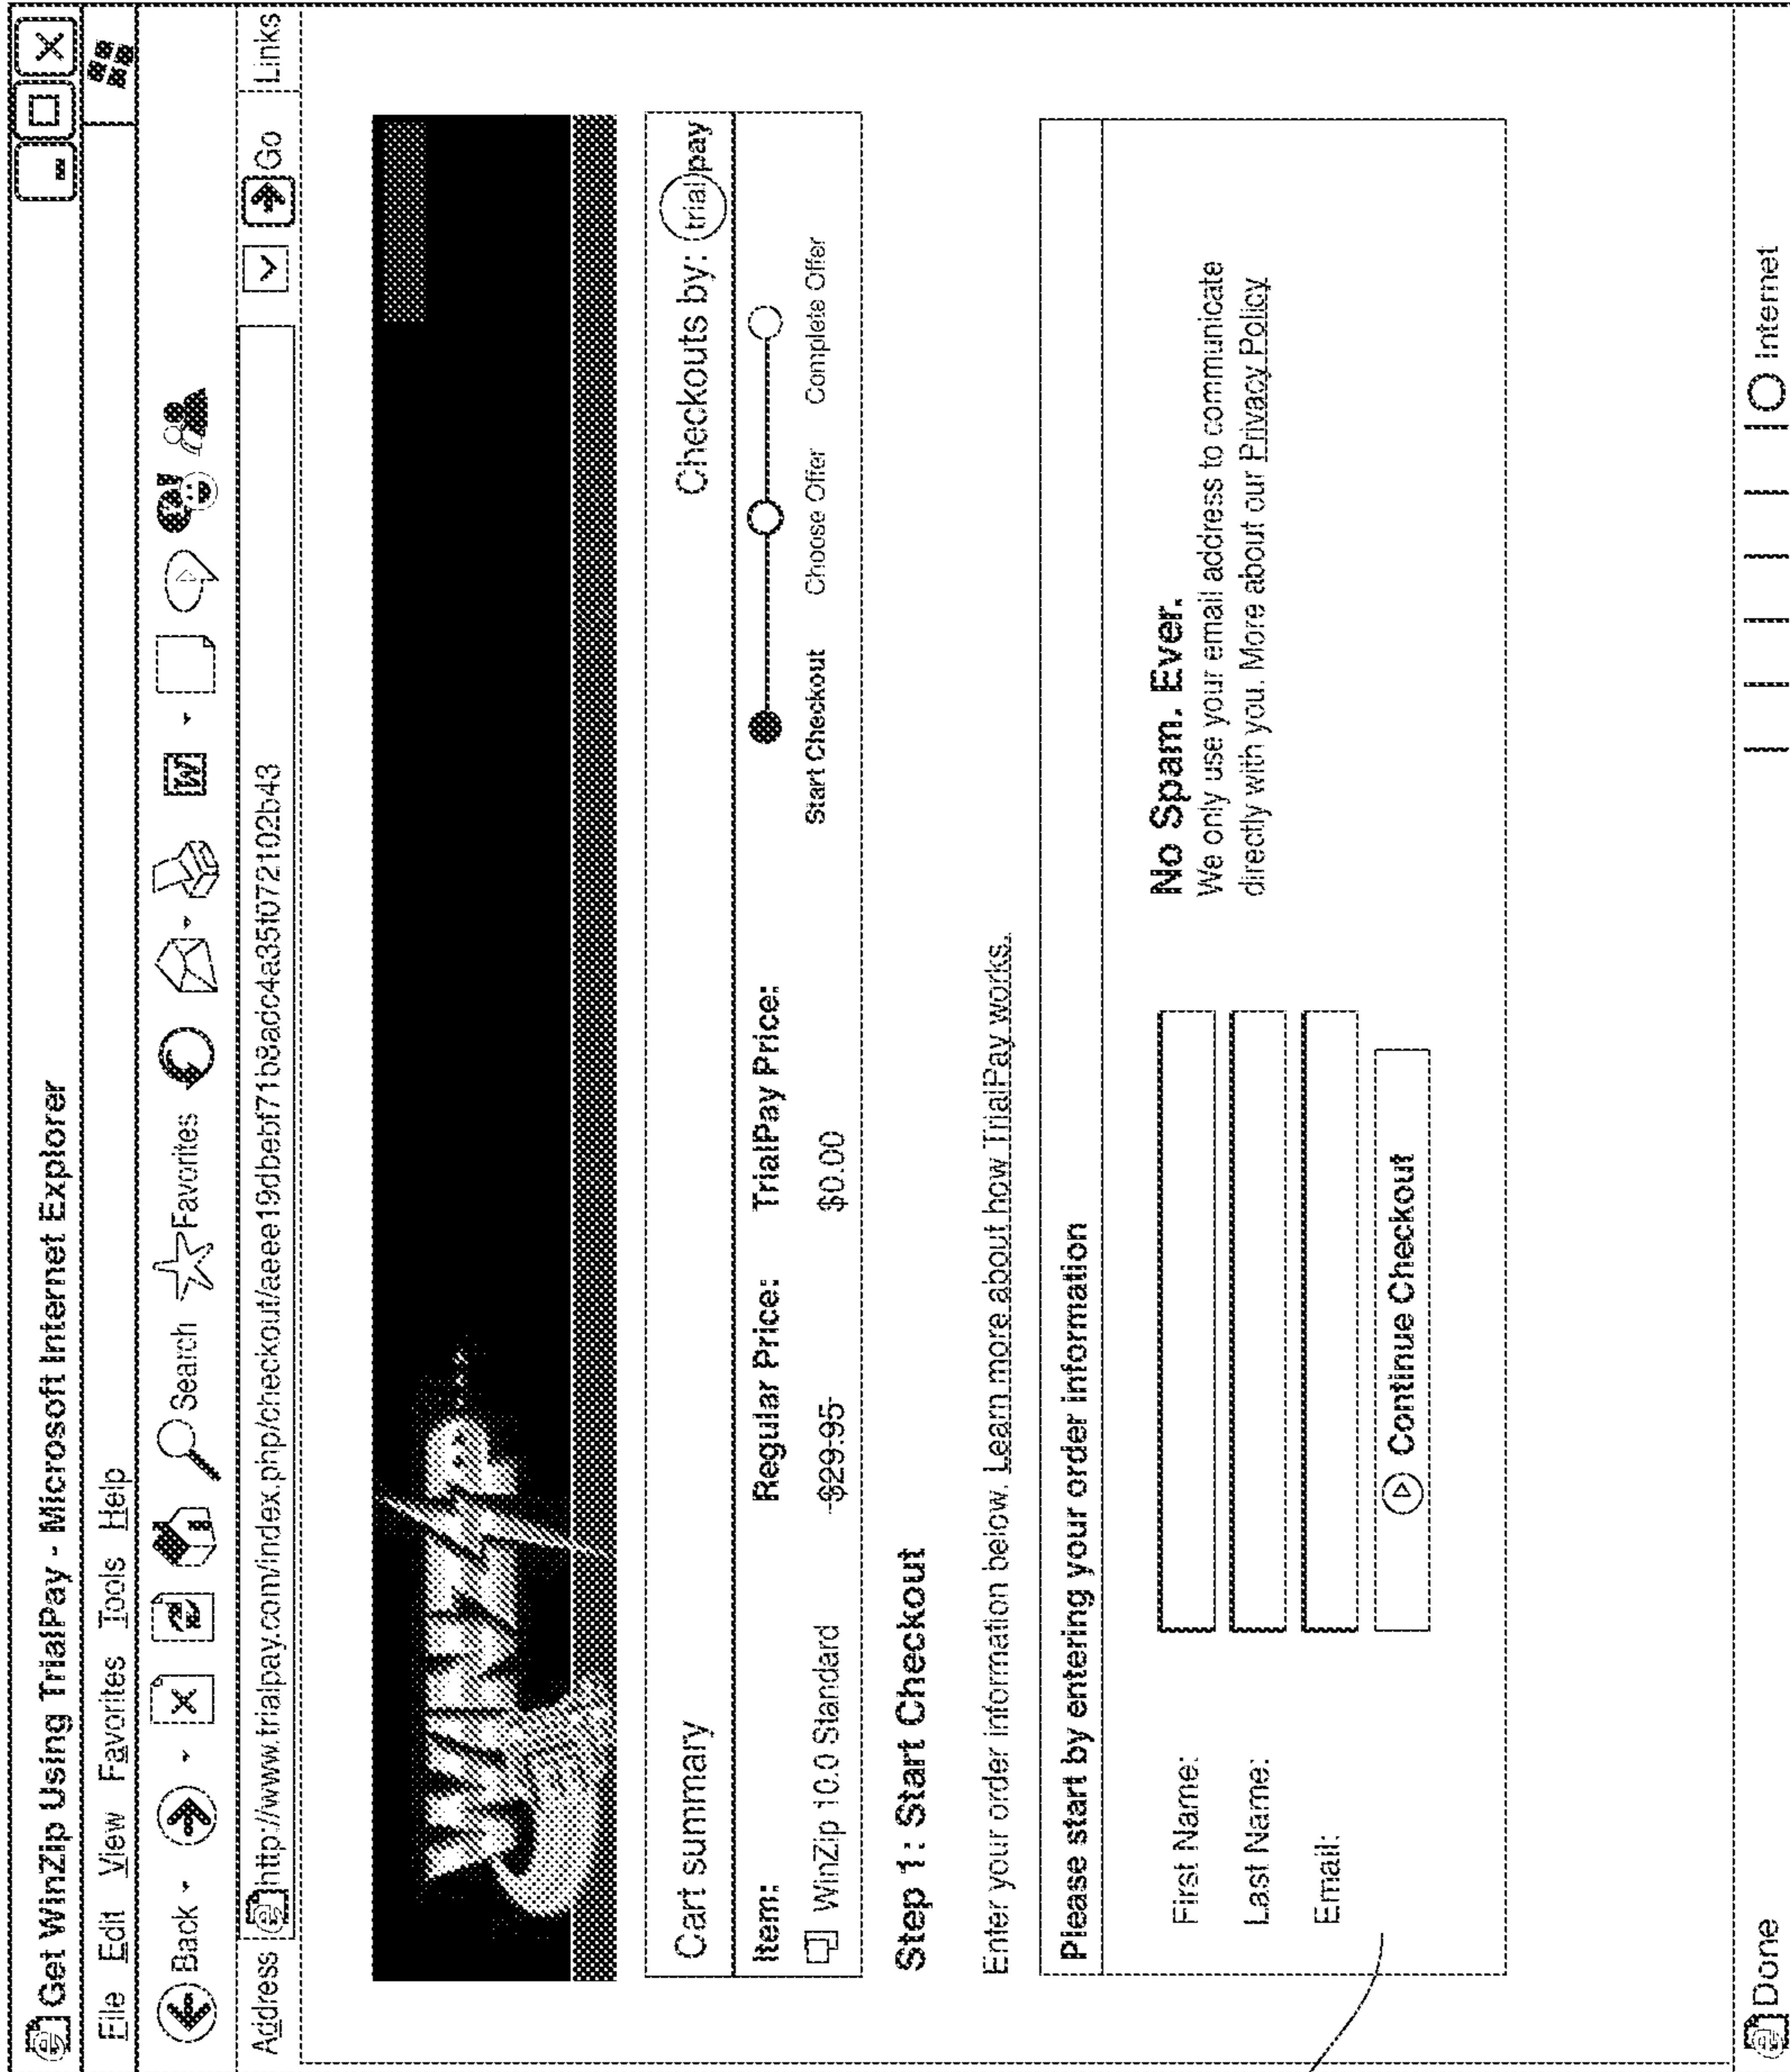 Get WinZip Using TrialPay - Microsoft Internet Explorer
File Edit View Favorites Tools Help
Back Search Favorites W
Address http://www.trialpay.com/index.php/checkout/aeee19dbebf71b8adc4a35f072102b43 Go Links
WINZIP
Cart summary Checkouts by: trialpay
Item: Regular Price: TrialPay Price:
WinZip 10.0 Standard $29.95 $0.00 Start Checkout Choose Offer Complete Offer
Step 1: Start Checkout
Enter your order information below. Learn more about how TrialPay works.
Please start by entering your order information
First Name:
Last Name:
Email:
Continue Checkout
No Spam. Ever.
We only use your email address to communicate
directly with you. More about our Privacy Policy
Done Internet